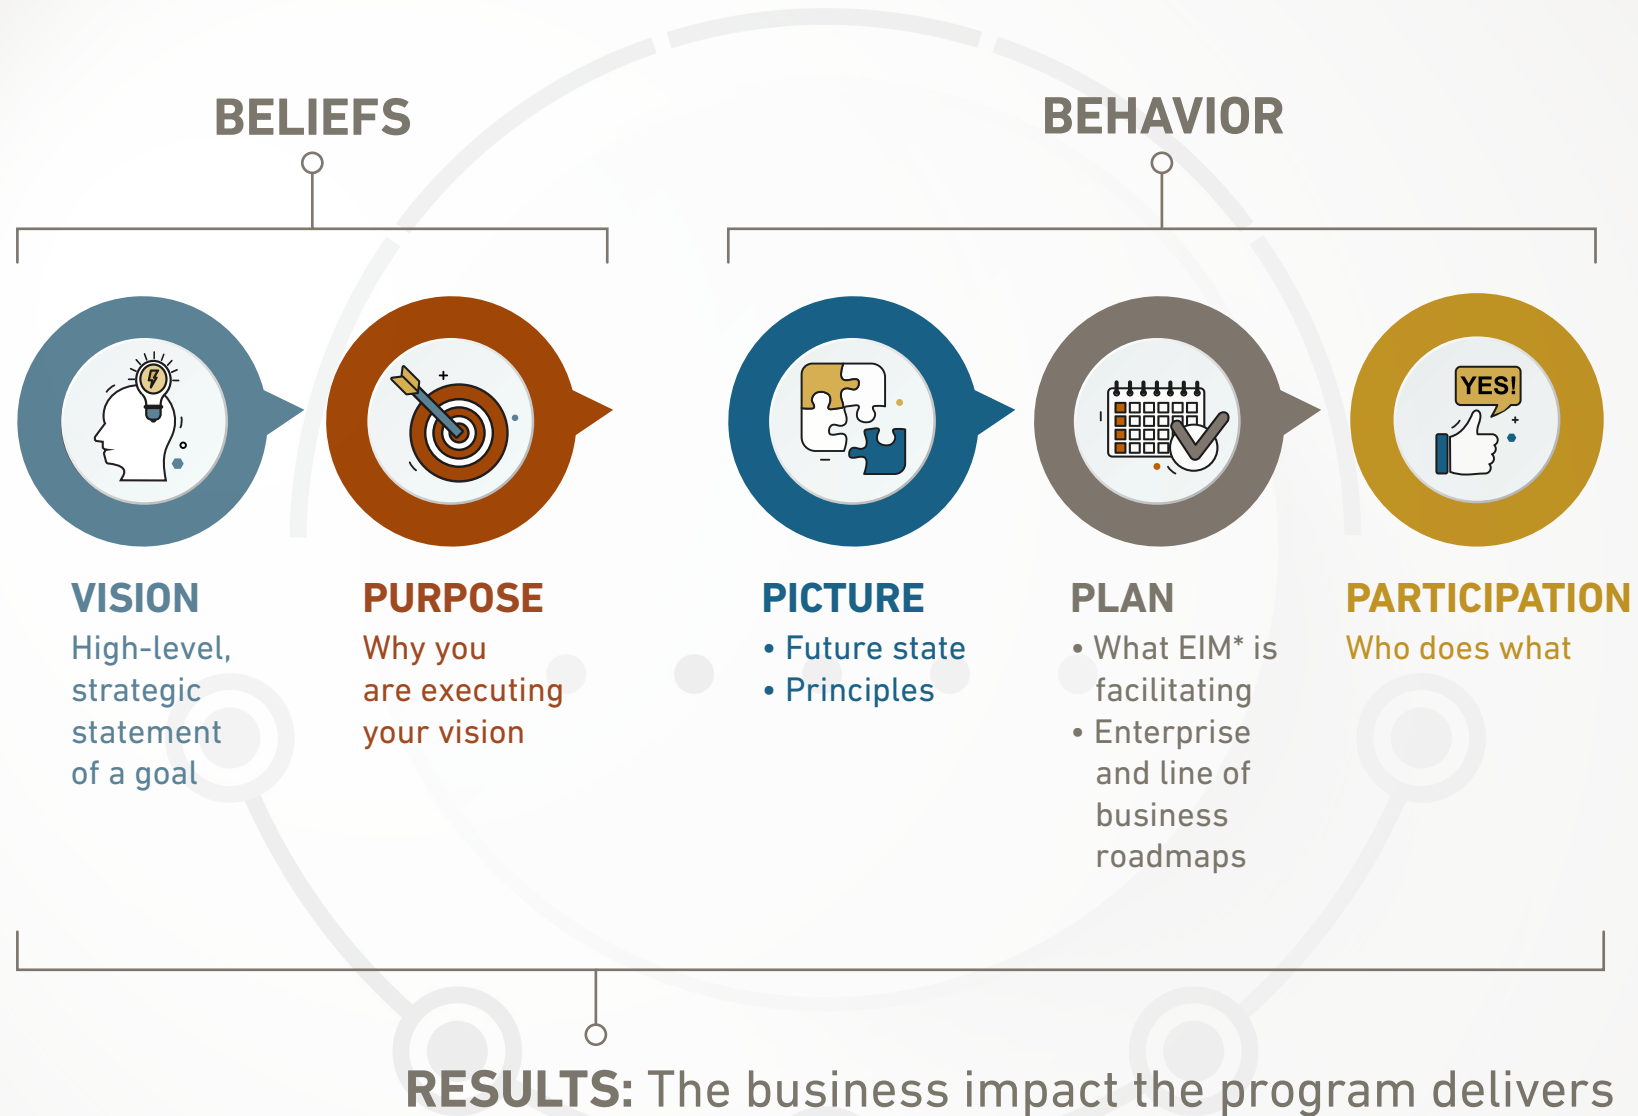 BELIEFS
BEHAVIOR
YES!
VISION
High-level,
strategic
statement
of a goal
PURPOSE
Why you
are executing
your vision
PICTURE
• Future state
• Principles
PLAN
• What EIM* is
facilitating
• Enterprise
and line of
business
roadmaps
PARTICIPATION
Who does what
RESULTS: The business impact the program delivers